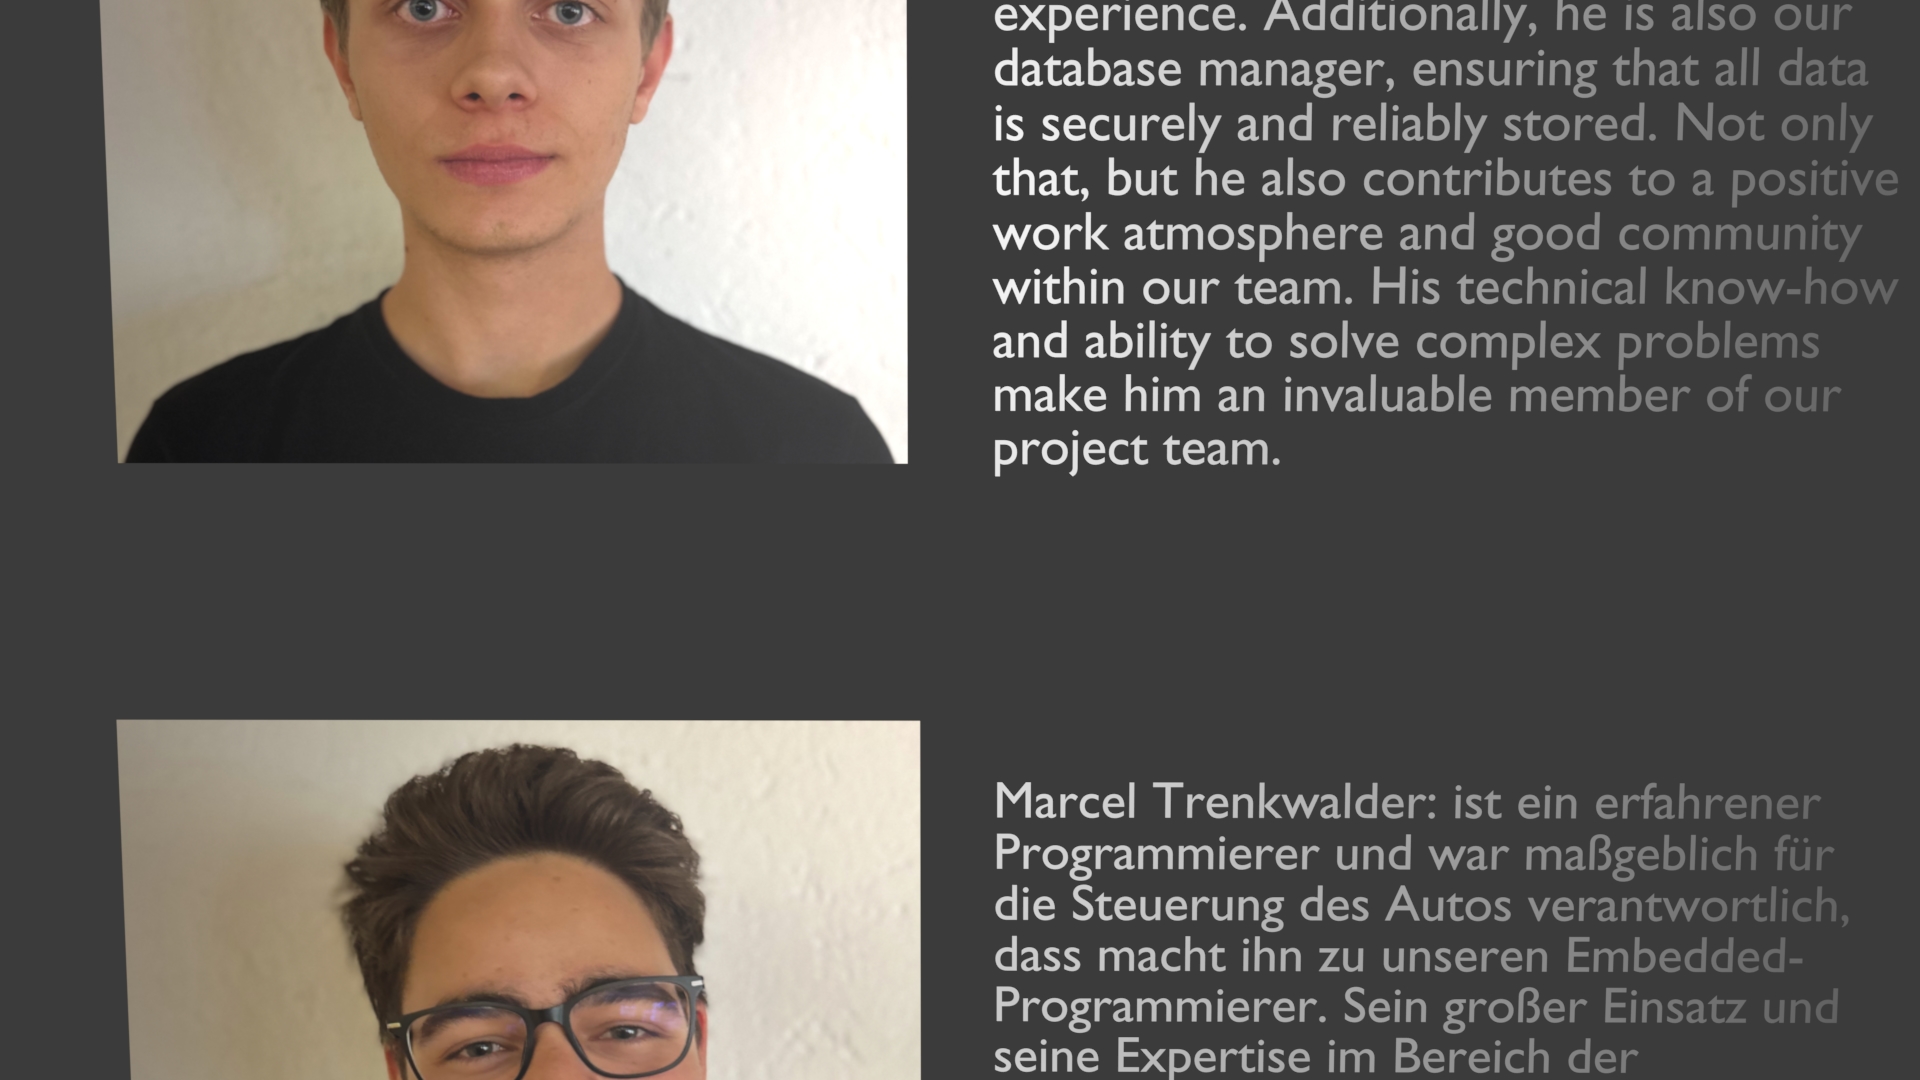 experience. Additionally, he is also our
database manager, ensuring that all data
is securely and reliably stored. Not only
that, but he also contributes to a positive
work atmosphere and good community
within our team. His technical know-how
and ability to solve complex problems
make him an invaluable member of our
project team.
Marcel Trenkwalder: ist ein erfahrener
Programmierer und war maßgeblich für
die Steuerung des Autos verantwortlich,
dass macht ihn zu unseren Embedded-
Programmierer. Sein großer Einsatz und
seine Expertise im Bereich der